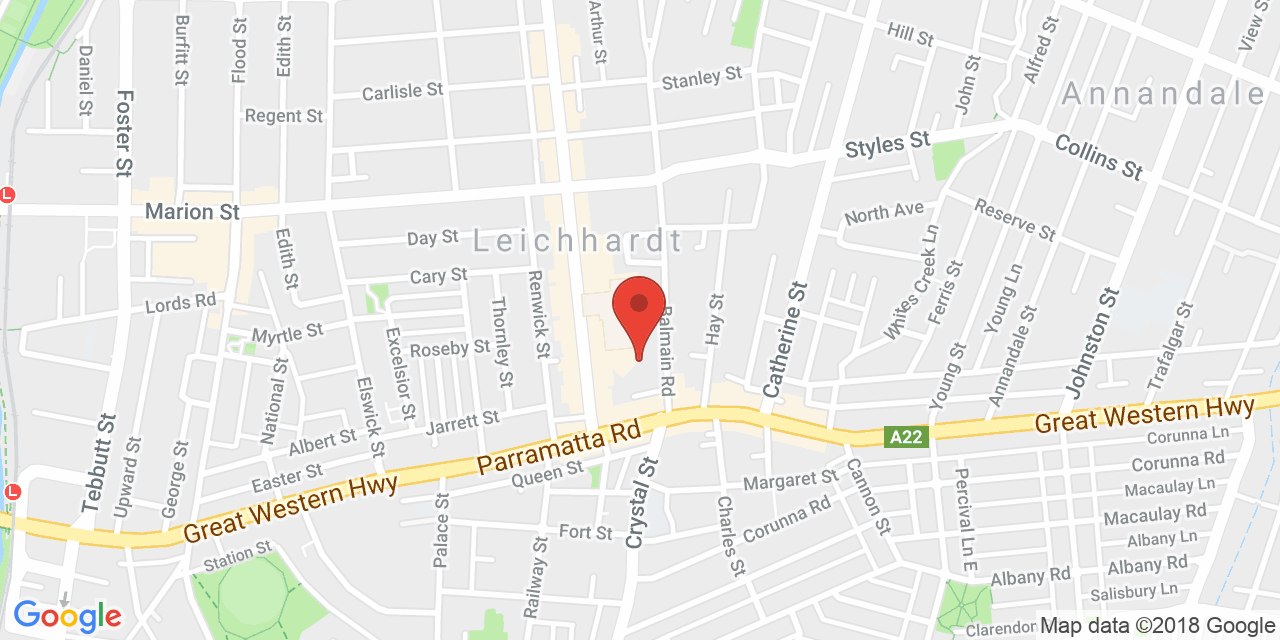 Daniel St
Burfitt St
Flood St
Edith St
Arthur St
Hill St
Alfred St
View S
John St
Annandale
Foster St
Carlisle St
Stanley St
Regent St
Styles St
Collins St
Marion St
North Ave
Reserve St
Edith St
Day St
Leichhardt
Cary St
Renwick St
Whites Creek Ln
Ferris St
Young Ln
Lords Rd
Myrtle St
Thornley St
Balmain Rd
Hay St
Catherine St
Annandale St
Johnston St
Trafalgar St
Excelsior St
Roseby St
National St
Elswick St
Young St
Jarrett St
Albert St
Tebbutt St
Upward St
George St
Easter St
Parramatta Rd
Great Western Hwy
A22
Great Western Hwy
Queen St
Crystal St
Margaret St
Cannon St
Corunna Ln
Corunna Rd
Macaulay Ln
Macaulay Rd
Percival Ln E
Palace St
Charles St
Corunna Rd
Fort St
Station St
Railway St
Albany Ln
Albany Rd
Albany Rd
Salisbury Ln
Clarendon
L
L
Google
Map data ©2018 Google